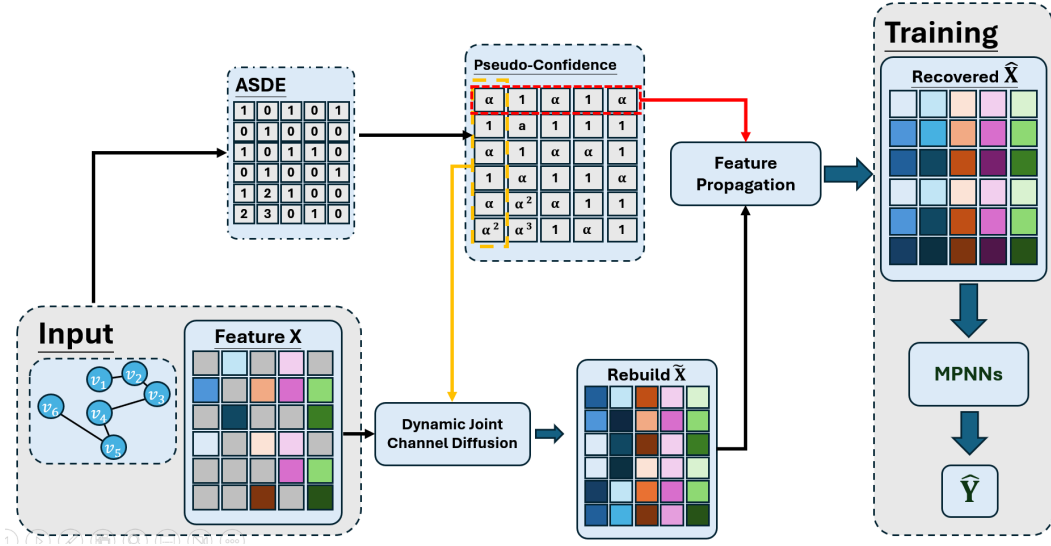 Input
v1
v2
v3
v4
v5
v6
Feature X
ASDE
1 0 1 0 1
0 1 0 0 0
1 0 1 1 0
0 1 0 0 1
1 2 1 0 0
2 3 0 1 0
Pseudo-Confidence
α 1 α 1 α
1 a 1 1 1
α 1 α α 1
1 α 1 1 α
α α² α 1 1
α² α³ 1 α 1
Dynamic Joint
Channel Diffusion
Rebuild X̃
Feature
Propagation
Training
Recovered X̂
MPNNs
Ŷ